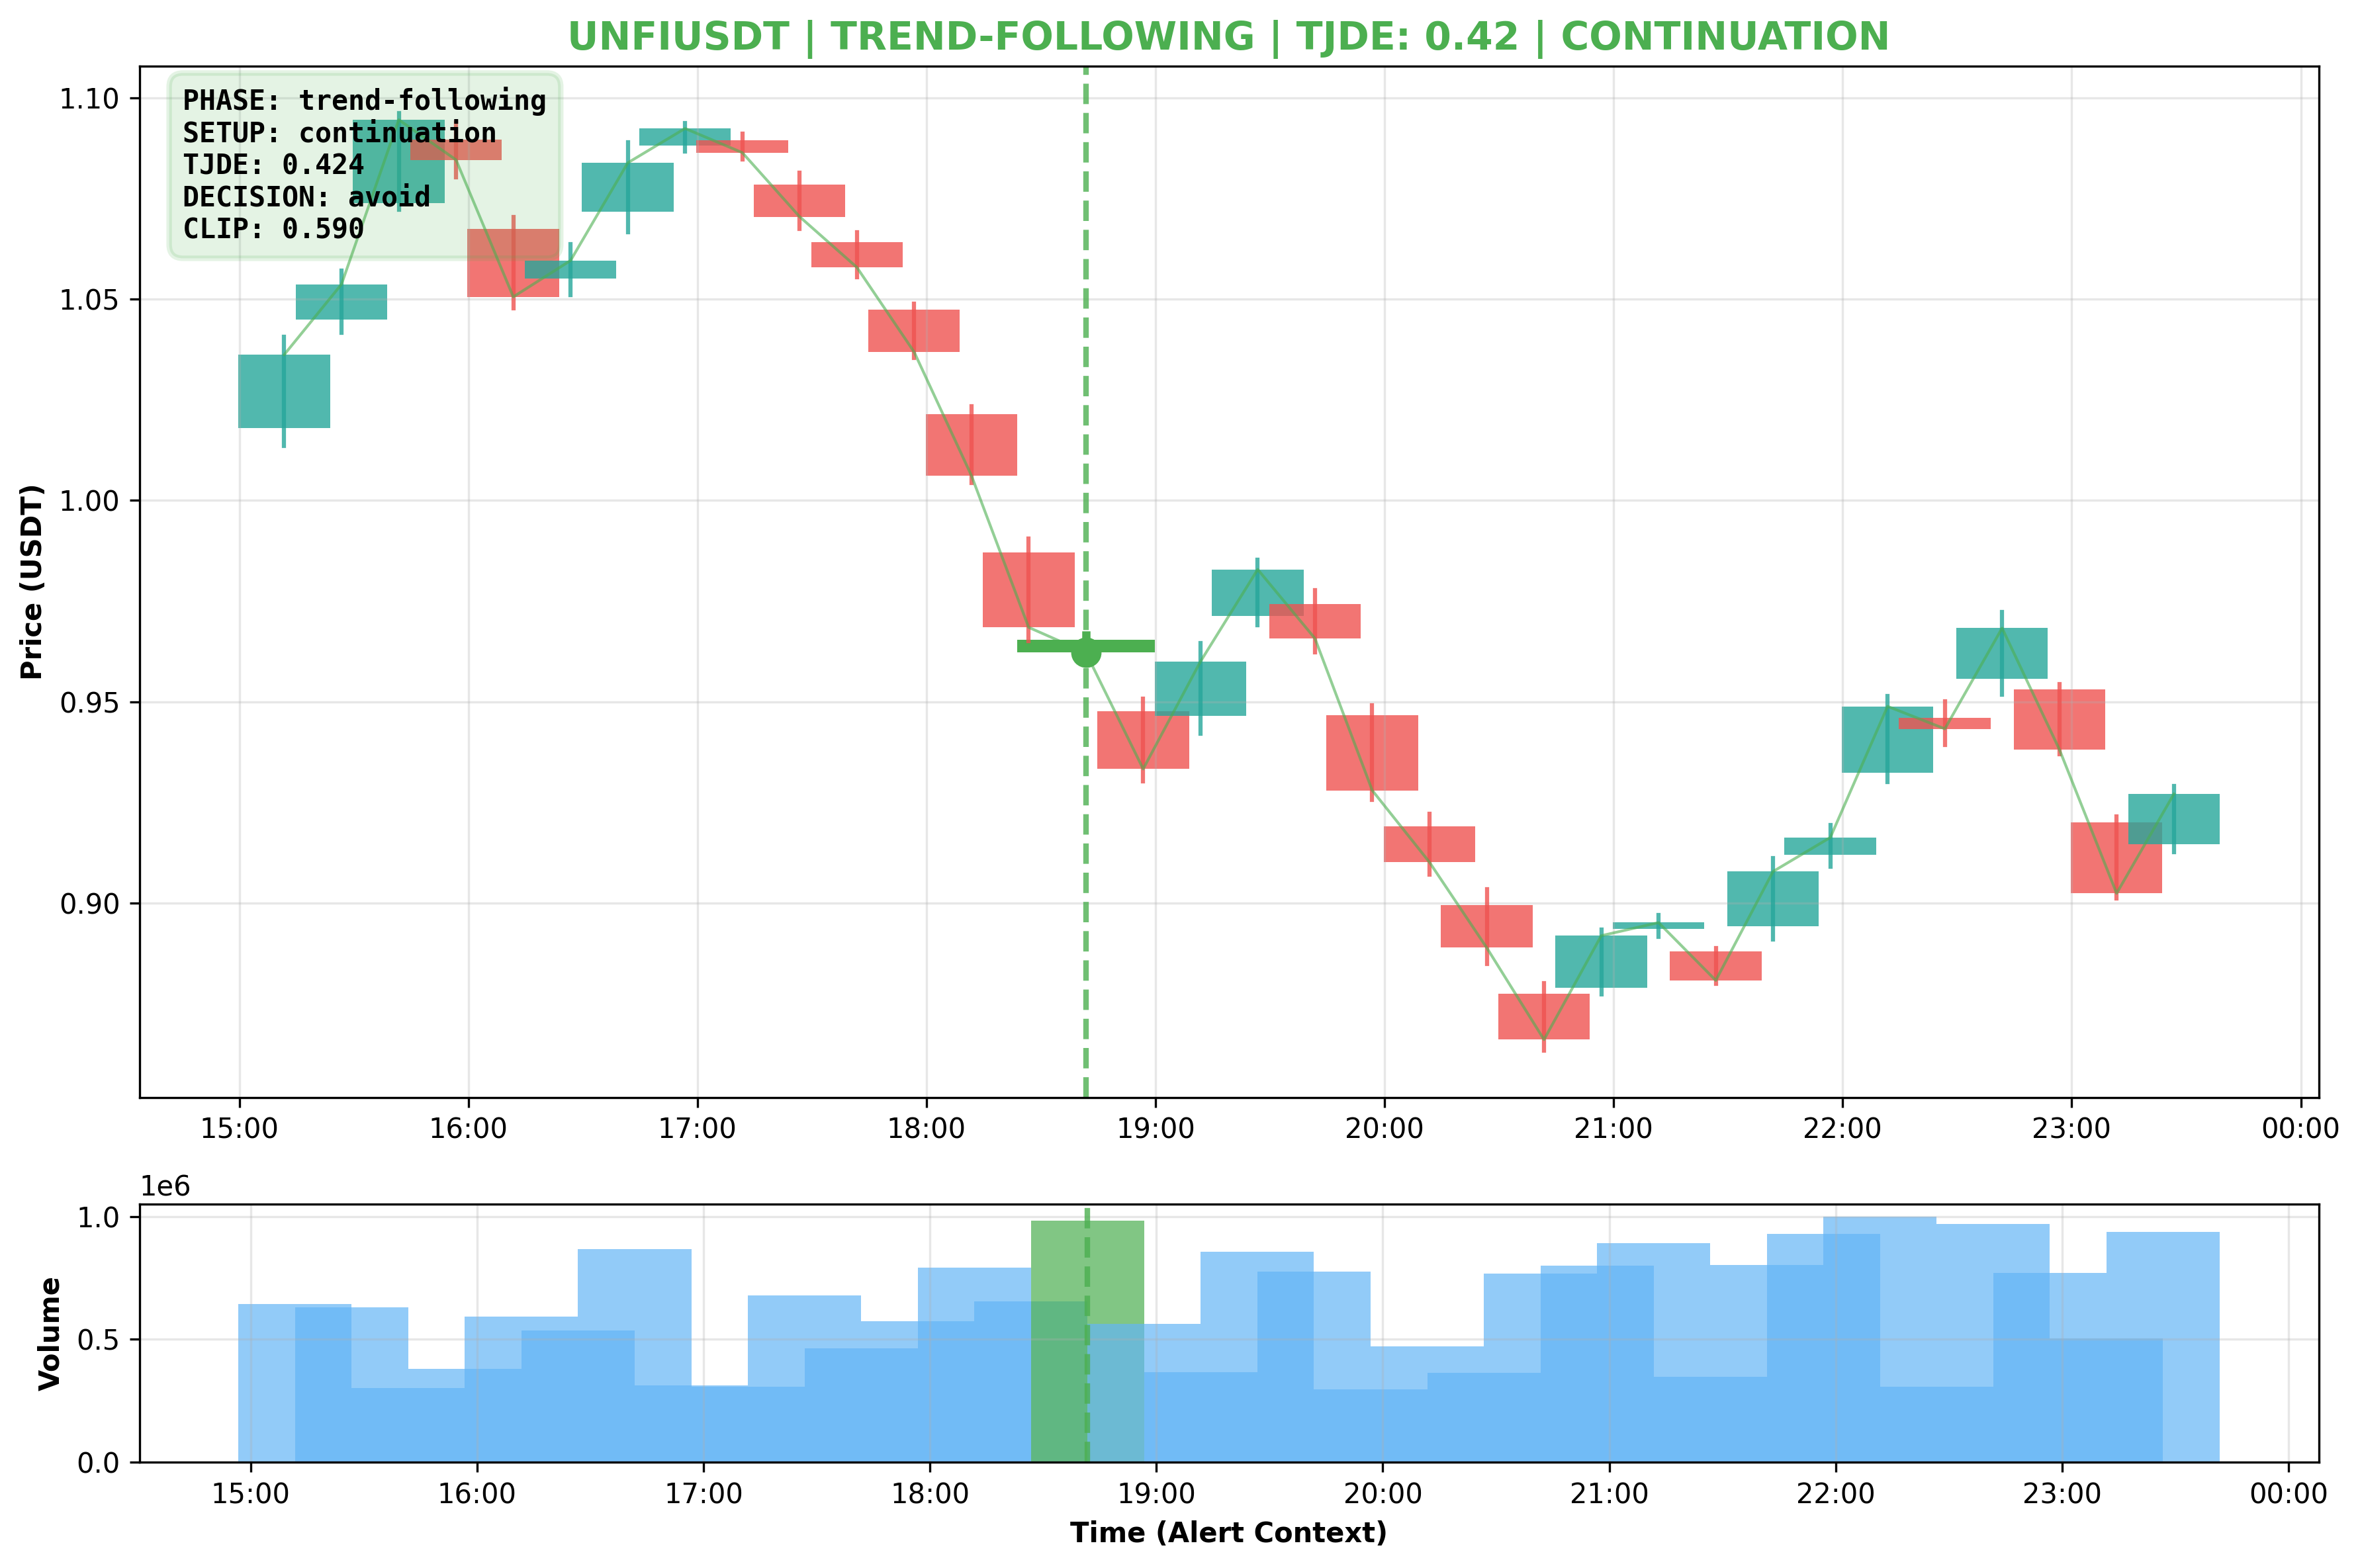 UNFIUSDT | TREND-FOLLOWING | TJDE: 0.42 | CONTINUATION
PHASE: trend-following
SETUP: continuation
TJDE: 0.424
DECISION: avoid
CLIP: 0.590
Price (USDT)
1.10
1.05
1.00
0.95
0.90
15:00 16:00 17:00 18:00 19:00 20:00 21:00 22:00 23:00 00:00
1e6
Volume
1.0
0.5
0.0
15:00 16:00 17:00 18:00 19:00 20:00 21:00 22:00 23:00 00:00
Time (Alert Context)